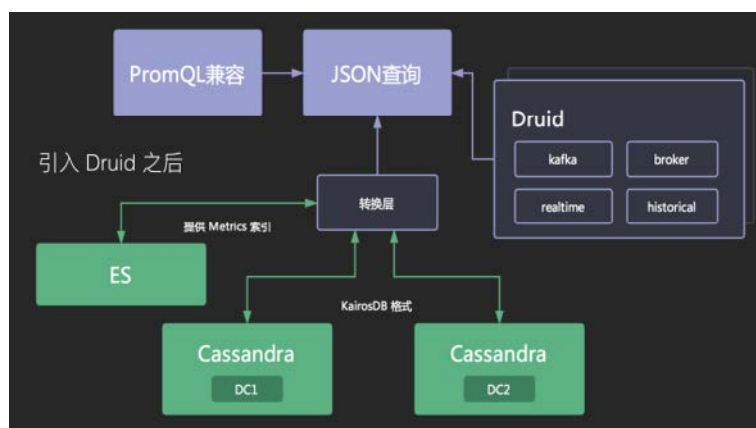 PromQL兼容
JSON查询
Druid
kafka
broker
realtime
historical
引入 Druid 之后
转换层
提供 Metrics 索引
ES
KairosDB 格式
Cassandra
DC1
Cassandra
DC2